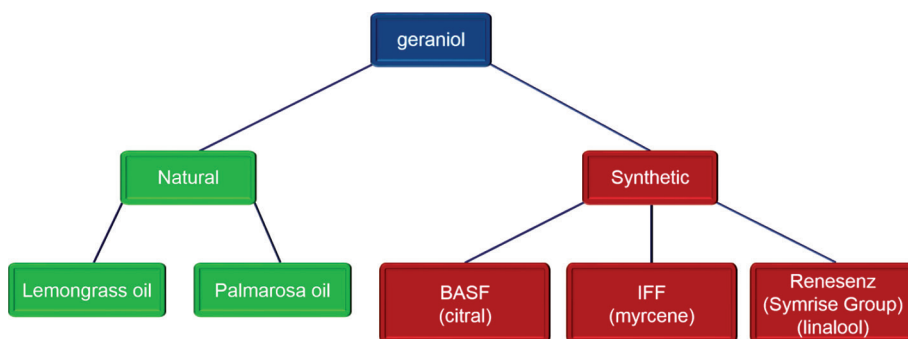 geraniol
Natural
Synthetic
Lemongrass oil
Palmarosa oil
BASF
(citral)
IFF
(myrcene)
Renesenz
(Symrise Group)
(linalool)